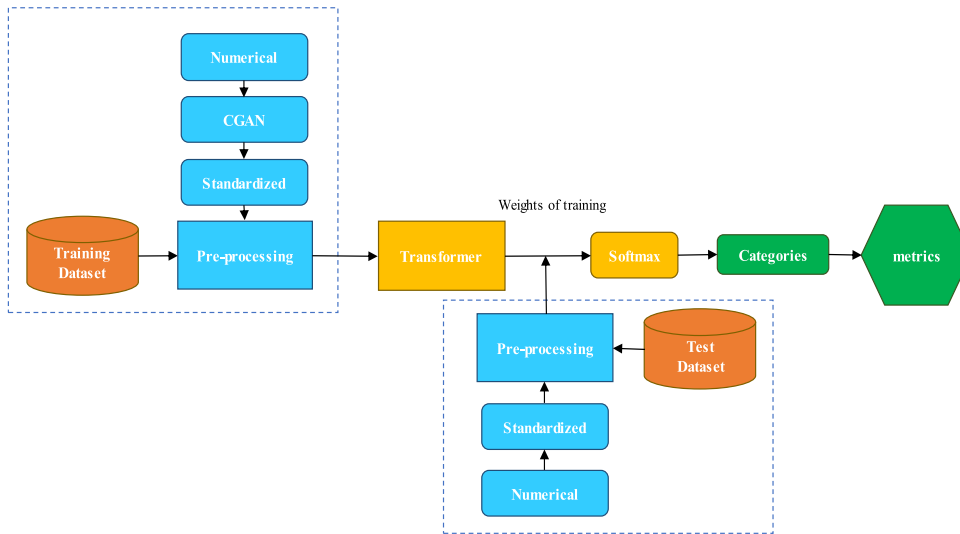 Numerical
CGAN
Standardized
Training
Dataset
Pre-processing
Transformer
Weights of training
Softmax
Categories
metrics
Pre-processing
Test
Dataset
Standardized
Numerical